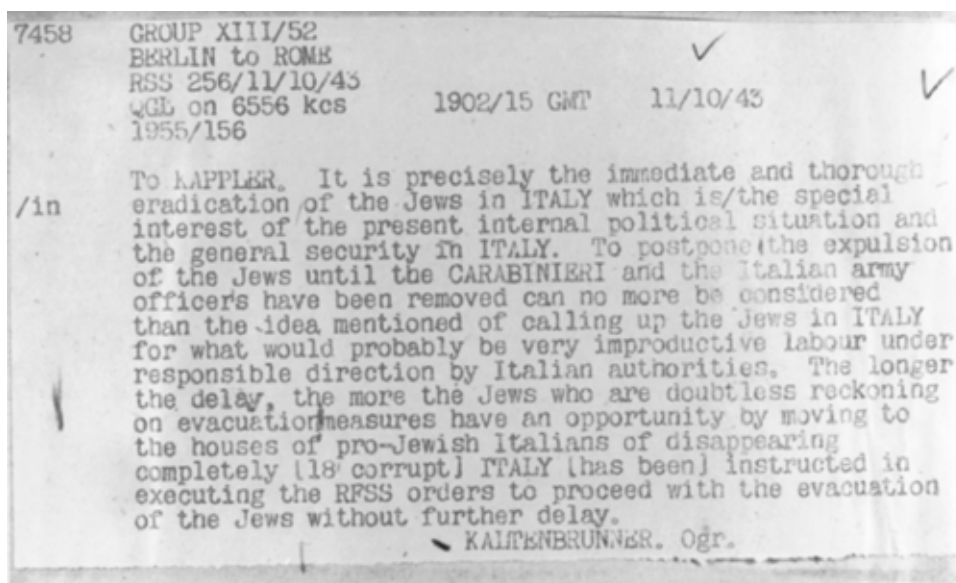 7458 GROUP XIII/52
BERLIN to ROME
RSS 256/11/10/43
QGL on 6556 kcs 1902/15 GMT 11/10/43
1955/156
To KAPPLER. It is precisely the immediate and thorough
/in eradication of the Jews in ITALY which is/the special
interest of the present internal political situation and
the general security in ITALY. To postpone the expulsion
of the Jews until the CARABINIERI and the Italian army
officers have been removed can no more be considered
than the idea mentioned of calling up the Jews in ITALY
for what would probably be very improductive labour under
responsible direction by Italian authorities. The longer
the delay, the more the Jews who are doubtless reckoning
on evacuation measures have an opportunity by moving to
the houses of pro-Jewish Italians of disappearing
completely [18 corrupt] ITALY [has been] instructed in
executing the RFSS orders to proceed with the evacuation
of the Jews without further delay.
KALTENBRUNNER. Ogr.